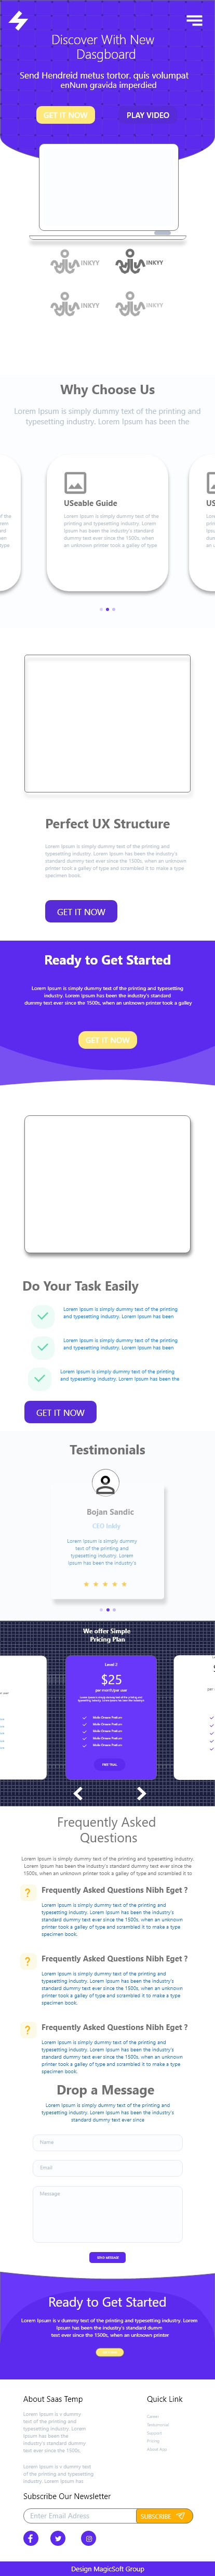 Discover With New
Dasgboard
Send Hendreid metus tortor. quis volumpat
enNum gravida imperdied
GET IT NOW
PLAY VIDEO
INKYY
INKYY
INKYY
INKYY
Why Choose Us
Lorem Ipsum is simply dummy text of the printing and
typesetting industry. Lorem Ipsum has been the
USeable Guide
Lorem Ipsum is simply dummy text of the
printing and typesetting industry. Lorem
Ipsum has been the industry's standard
dummy text ever since the 1500s, when
an unknown printer took a galley of type
Perfect UX Structure
Lorem Ipsum is simply dummy text of the printing and
typesetting industry. Lorem Ipsum has been the industry's
standard dummy text ever since the 1500s, when an unknown
printer took a galley of type and scrambled it to make a type
specimen book.
GET IT NOW
Ready to Get Started
Lorem Ipsum is simply dummy text of the printing and typesetting
industry. Lorem Ipsum has been the industry's standard
dummy text ever since the 1500s, when an unknown printer took a galley
GET IT NOW
Do Your Task Easily
Lorem Ipsum is simply dummy text of the printing
and typesetting industry. Lorem Ipsum has been
Lorem Ipsum is simply dummy text of the printing
and typesetting industry. Lorem Ipsum has been
Lorem Ipsum is simply dummy text of the printing
and typesetting industry. Lorem Ipsum has been the
GET IT NOW
Testimonials
Bojan Sandic
Lorem Ipsum is simply dummy
text of the printing and
typesetting industry. Lorem
Ipsum has been the industry's
We offer Simple
Pricing Plan
Level 2
$25
per month/per user
FREE TRIAL
Frequently Asked
Questions
Lorem Ipsum is simply dummy text of the printing and typesetting industry.
Lorem Ipsum has been the industry's standard dummy text ever since the
1500s, when an unknown printer took a galley of type and scrambled it to
Frequently Asked Questions Nibh Eget ?
Lorem Ipsum is simply dummy text of the printing and
typesetting industry. Lorem Ipsum has been the industry's
standard dummy text ever since the 1500s, when an unknown
printer took a galley of type and scrambled it to make a type
specimen book.
Frequently Asked Questions Nibh Eget ?
Lorem Ipsum is simply dummy text of the printing and
typesetting industry. Lorem Ipsum has been the industry's
standard dummy text ever since the 1500s, when an unknown
printer took a galley of type and scrambled it to make a type
specimen book.
Frequently Asked Questions Nibh Eget ?
Lorem Ipsum is simply dummy text of the printing and
typesetting industry. Lorem Ipsum has been the industry's
standard dummy text ever since the 1500s, when an unknown
printer took a galley of type and scrambled it to make a type
specimen book.
Drop a Message
Lorem Ipsum is simply dummy text of the printing and
typesetting industry. Lorem Ipsum has been the industry's
standard dummy text ever since
Name
Email
Message
SEND MESSAGE
Ready to Get Started
Lorem Ipsum is v dummy text of the printing and typesetting industry. Lorem
Ipsum has been the industry's standard dummy
text ever since the 1500s, when an unknown printer
About Saas Temp
Quick Link
Lorem Ipsum is v dummy
text of the printing and
typesetting industry. Lorem
Ipsum has been the
industry's standard dummy
text ever since the 1500s,
Career
Testomonial
Support
Pricing
About App
Lorem Ipsum is v dummy
text of the printing and
typesetting industry. Lorem
Ipsum has
Subscribe Our Newsletter
Enter Email Adress
SUBSCRIBE
Design MagicSoft Group